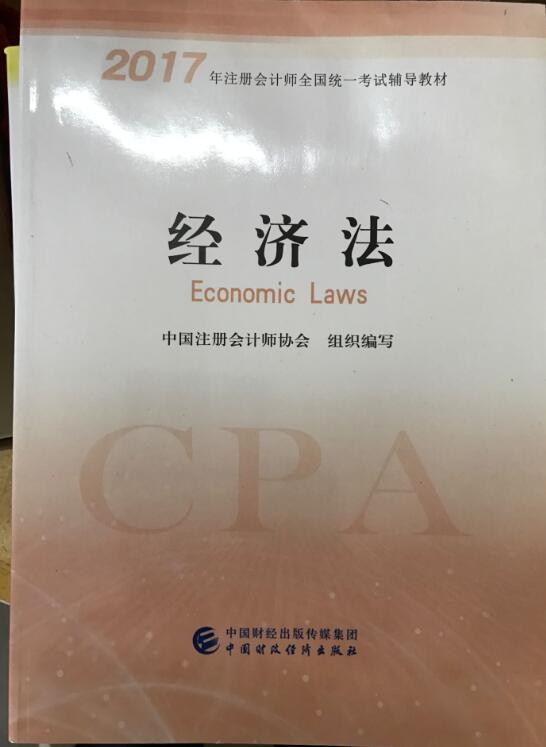 2017年注册会计师全国统一考试辅导教材
经济法
Economic Laws
中国注册会计师协会 组织编写
CPA
中国财经出版传媒集团
中国财政经济出版社